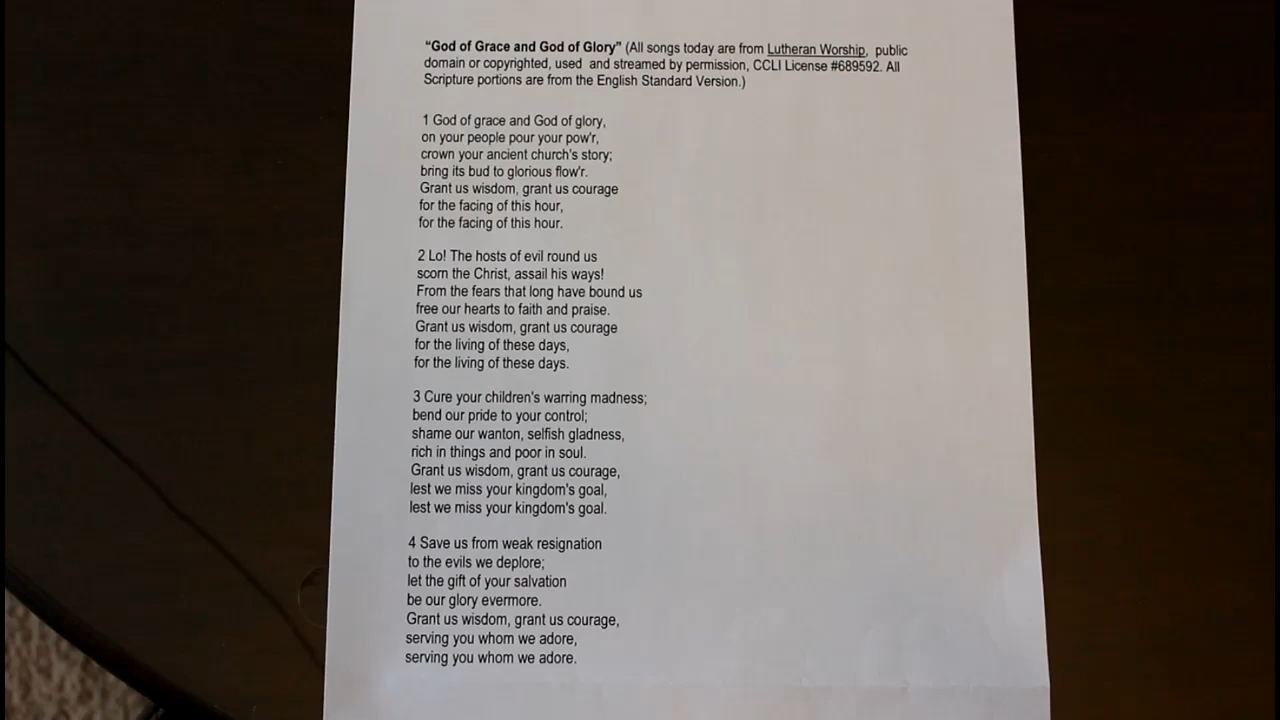 “God of Grace and God of Glory” (All songs today are from Lutheran Worship, public
domain or copyrighted, used and streamed by permission, CCLI License #689592. All
Scripture portions are from the English Standard Version.)
1 God of grace and God of glory,
on your people pour your pow'r,
crown your ancient church's story;
bring its bud to glorious flow'r.
Grant us wisdom, grant us courage
for the facing of this hour,
for the facing of this hour.
2 Lo! The hosts of evil round us
scorn the Christ, assail his ways!
From the fears that long have bound us
free our hearts to faith and praise.
Grant us wisdom, grant us courage
for the living of these days,
for the living of these days.
3 Cure your children's warring madness;
bend our pride to your control;
shame our wanton, selfish gladness,
rich in things and poor in soul.
Grant us wisdom, grant us courage,
lest we miss your kingdom's goal,
lest we miss your kingdom's goal.
4 Save us from weak resignation
to the evils we deplore;
let the gift of your salvation
be our glory evermore.
Grant us wisdom, grant us courage,
serving you whom we adore,
serving you whom we adore.